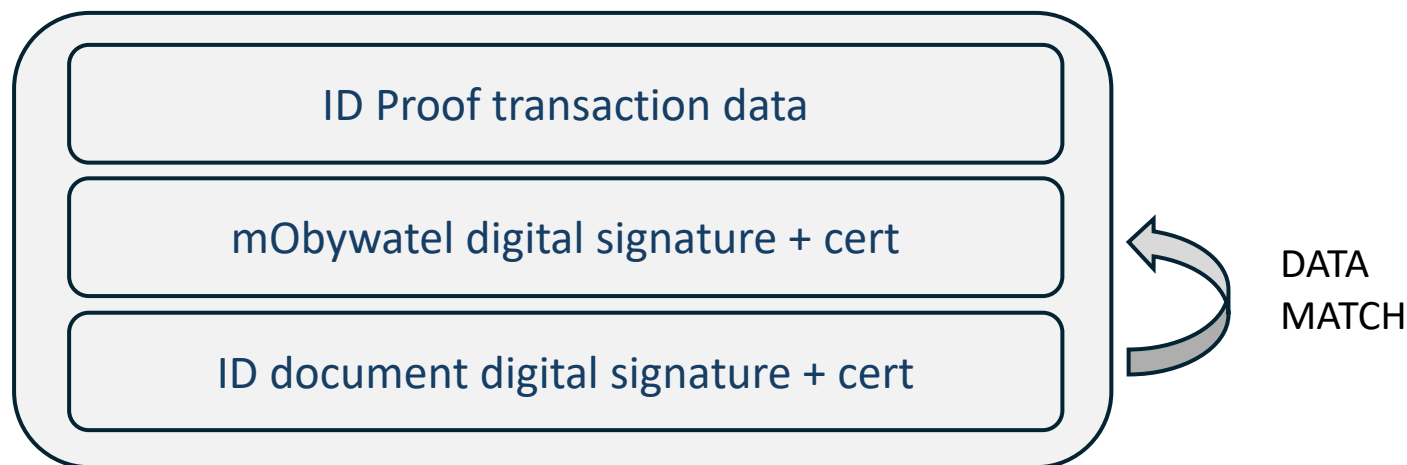 ID Proof transaction data
mObywatel digital signature + cert
ID document digital signature + cert
DATA
MATCH